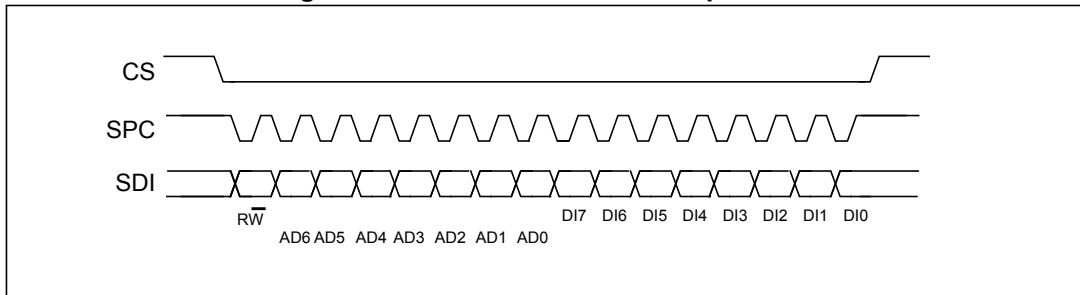 CS
SPC
SDI
RW̅
DI7 DI6 DI5 DI4 DI3 DI2 DI1 DI0
AD6 AD5 AD4 AD3 AD2 AD1 AD0